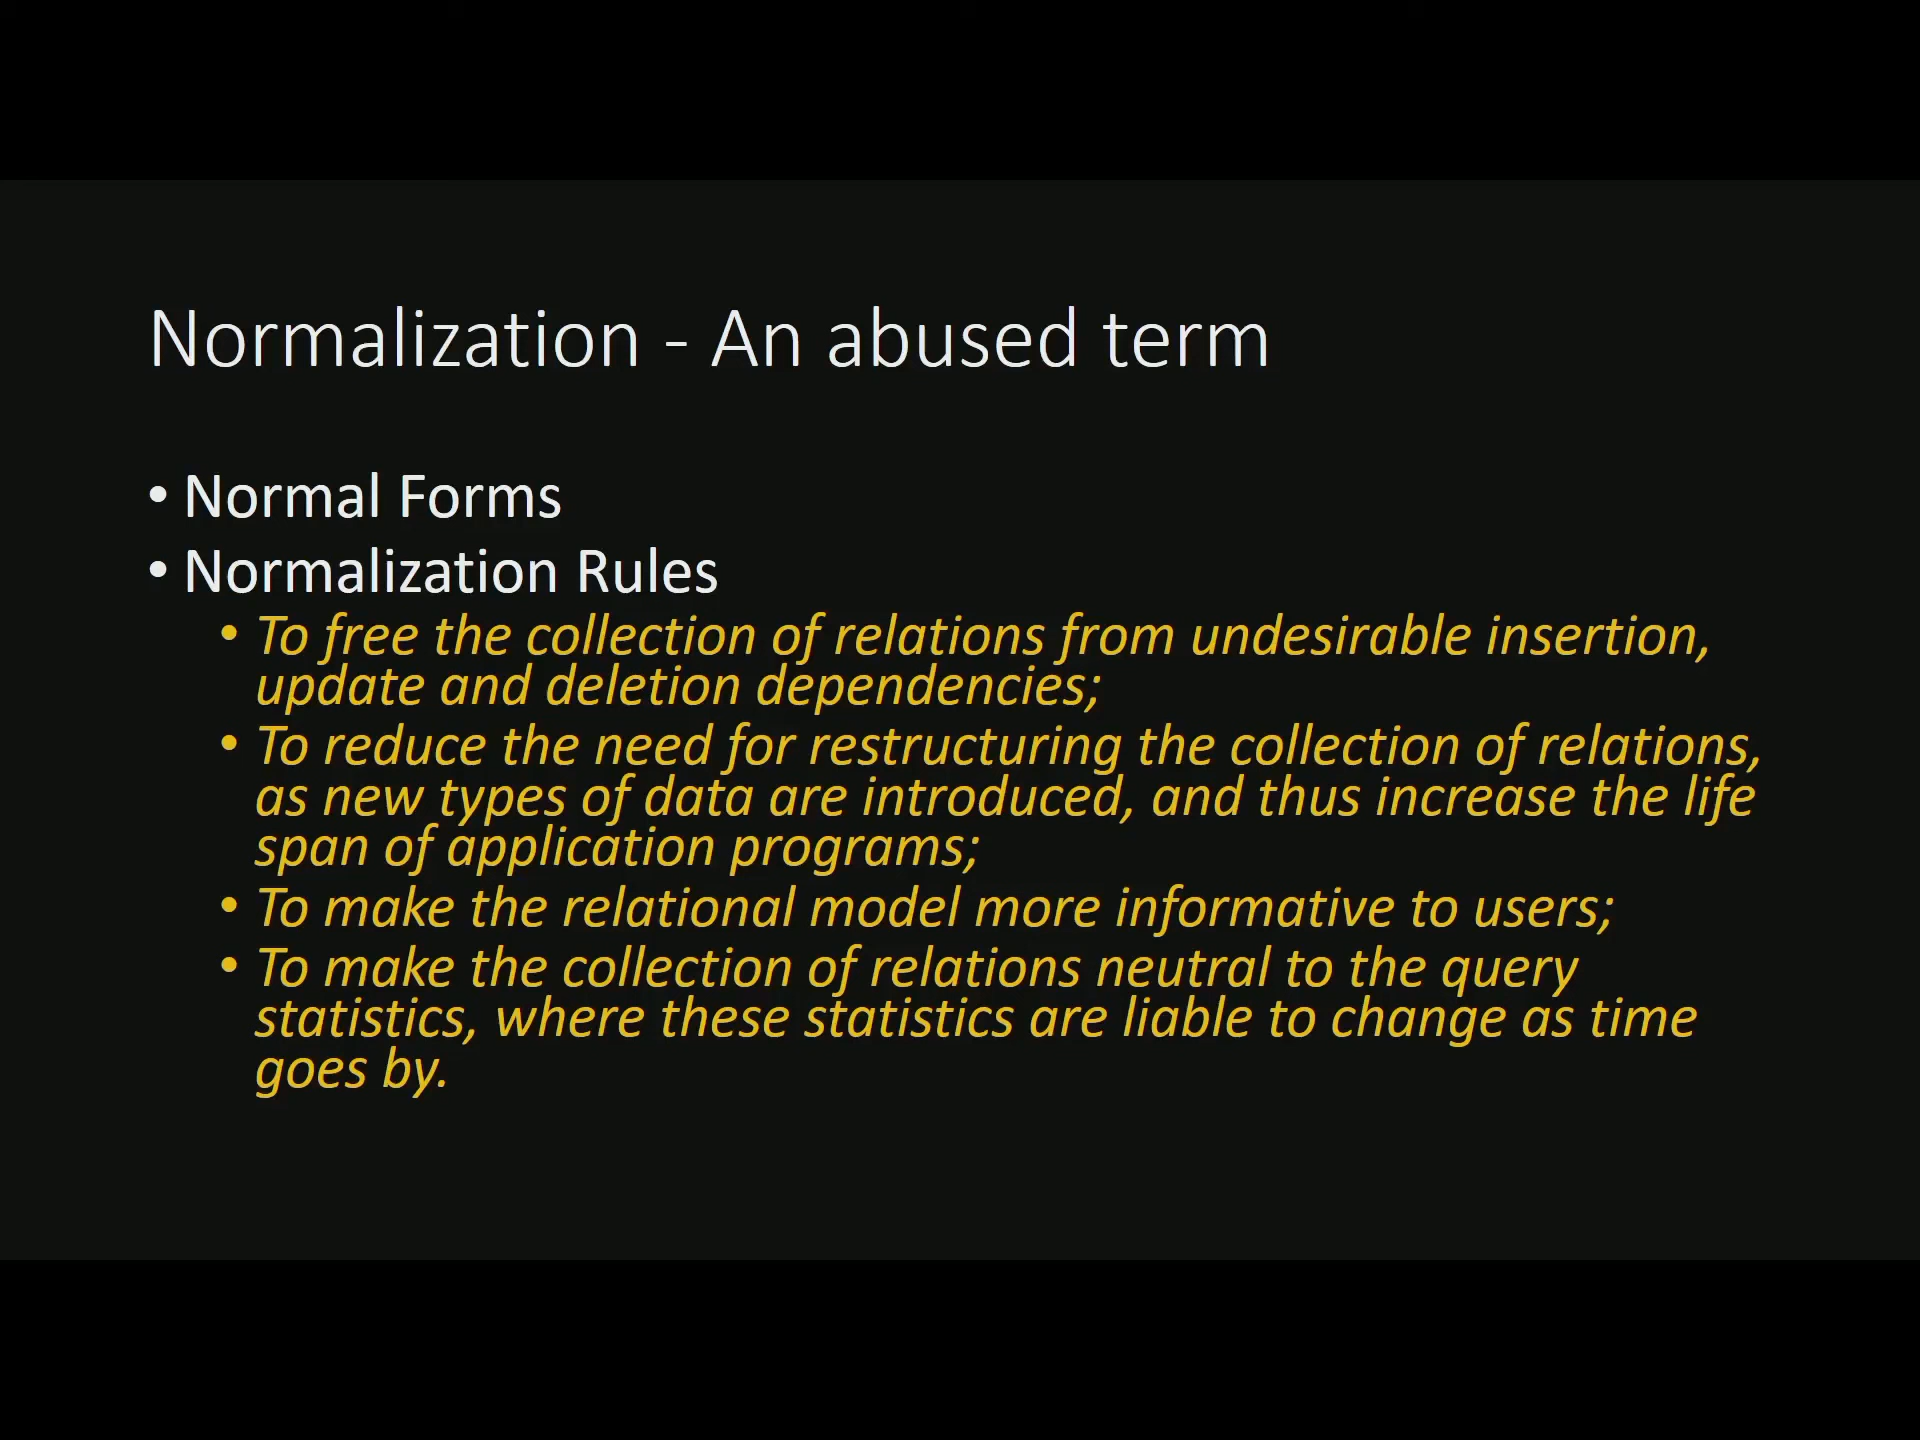 Normalization - An abused term
• Normal Forms
• Normalization Rules
• To free the collection of relations from undesirable insertion,
update and deletion dependencies;
• To reduce the need for restructuring the collection of relations,
as new types of data are introduced, and thus increase the life
span of application programs;
• To make the relational model more informative to users;
• To make the collection of relations neutral to the query
statistics, where these statistics are liable to change as time
goes by.